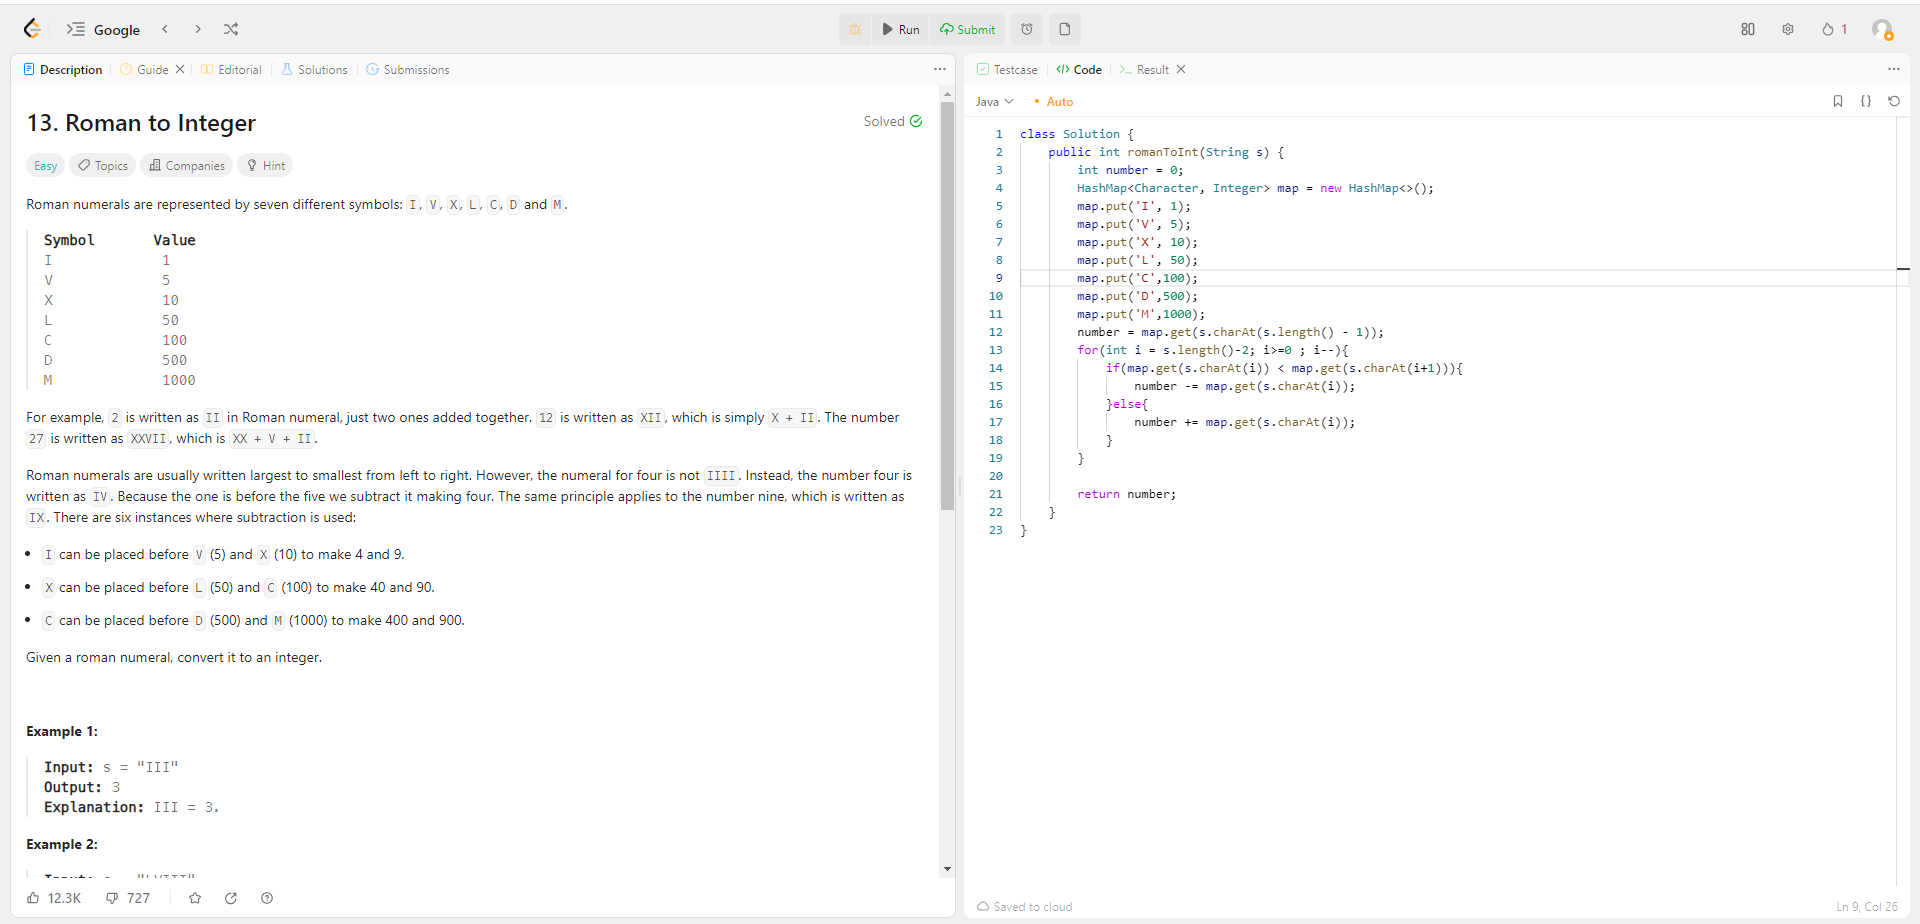 Google
Run
Submit
1
Description
Guide
Editorial
Solutions
Submissions
13. Roman to Integer
Solved
Easy
Topics
Companies
Hint
Roman numerals are represented by seven different symbols: I, V, X, L, C, D and M.
Symbol Value
I 1
V 5
X 10
L 50
C 100
D 500
M 1000
For example, 2 is written as II in Roman numeral, just two ones added together. 12 is written as XII, which is simply X + II. The number
27 is written as XXVII, which is XX + V + II.
Roman numerals are usually written largest to smallest from left to right. However, the numeral for four is not IIII. Instead, the number four is
written as IV. Because the one is before the five we subtract it making four. The same principle applies to the number nine, which is written as
IX. There are six instances where subtraction is used:
• I can be placed before V (5) and X (10) to make 4 and 9.
• X can be placed before L (50) and C (100) to make 40 and 90.
• C can be placed before D (500) and M (1000) to make 400 and 900.
Given a roman numeral, convert it to an integer.
Example 1:
Input: s = "III"
Output: 3
Explanation: III = 3.
Example 2:
12.3K
727
Testcase
Code
Result
Java
Auto
1 class Solution {
2 public int romanToInt(String s) {
3 int number = 0;
4 HashMap<Character, Integer> map = new HashMap<>();
5 map.put('I', 1);
6 map.put('V', 5);
7 map.put('X', 10);
8 map.put('L', 50);
9 map.put('C',100);
10 map.put('D',500);
11 map.put('M',1000);
12 number = map.get(s.charAt(s.length() - 1));
13 for(int i = s.length()-2; i>=0 ; i--){
14 if(map.get(s.charAt(i)) < map.get(s.charAt(i+1))){
15 number -= map.get(s.charAt(i));
16 }else{
17 number += map.get(s.charAt(i));
18 }
19 }
20
21 return number;
22 }
23 }
Saved to cloud
Ln 9, Col 26